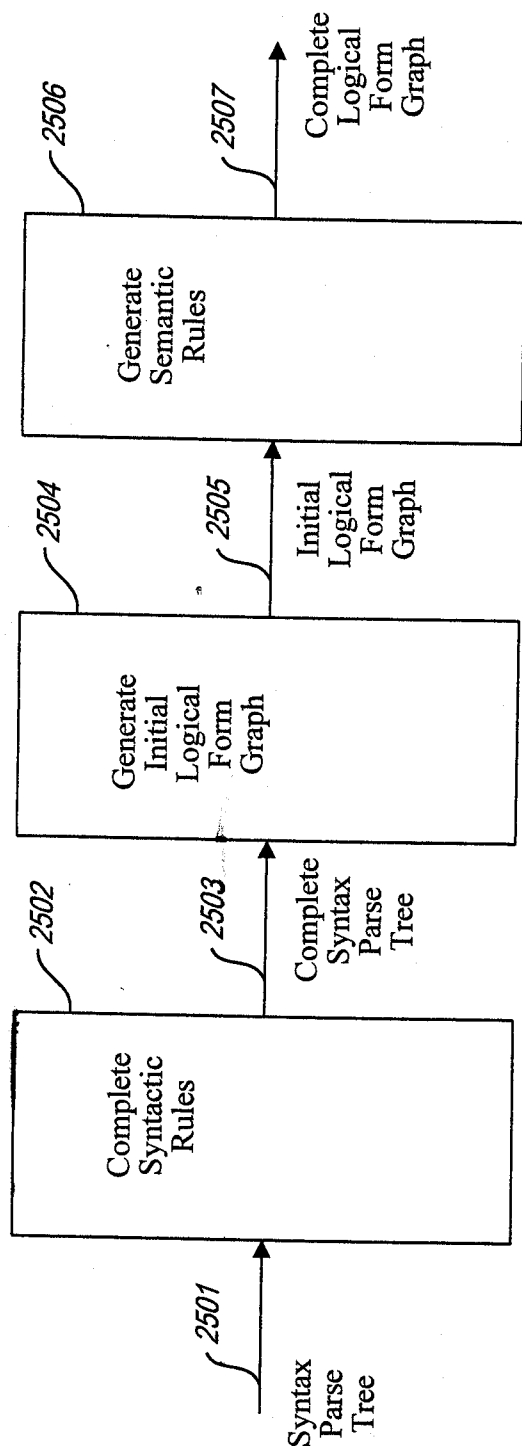 2501
Syntax
Parse
Tree
2502
Complete
Syntactic
Rules
2503
Complete
Syntax
Parse
Tree
2504
Generate
Initial
Logical
Form
Graph
2505
Initial
Logical
Form
Graph
2506
Generate
Semantic
Rules
2507
Complete
Logical
Form
Graph